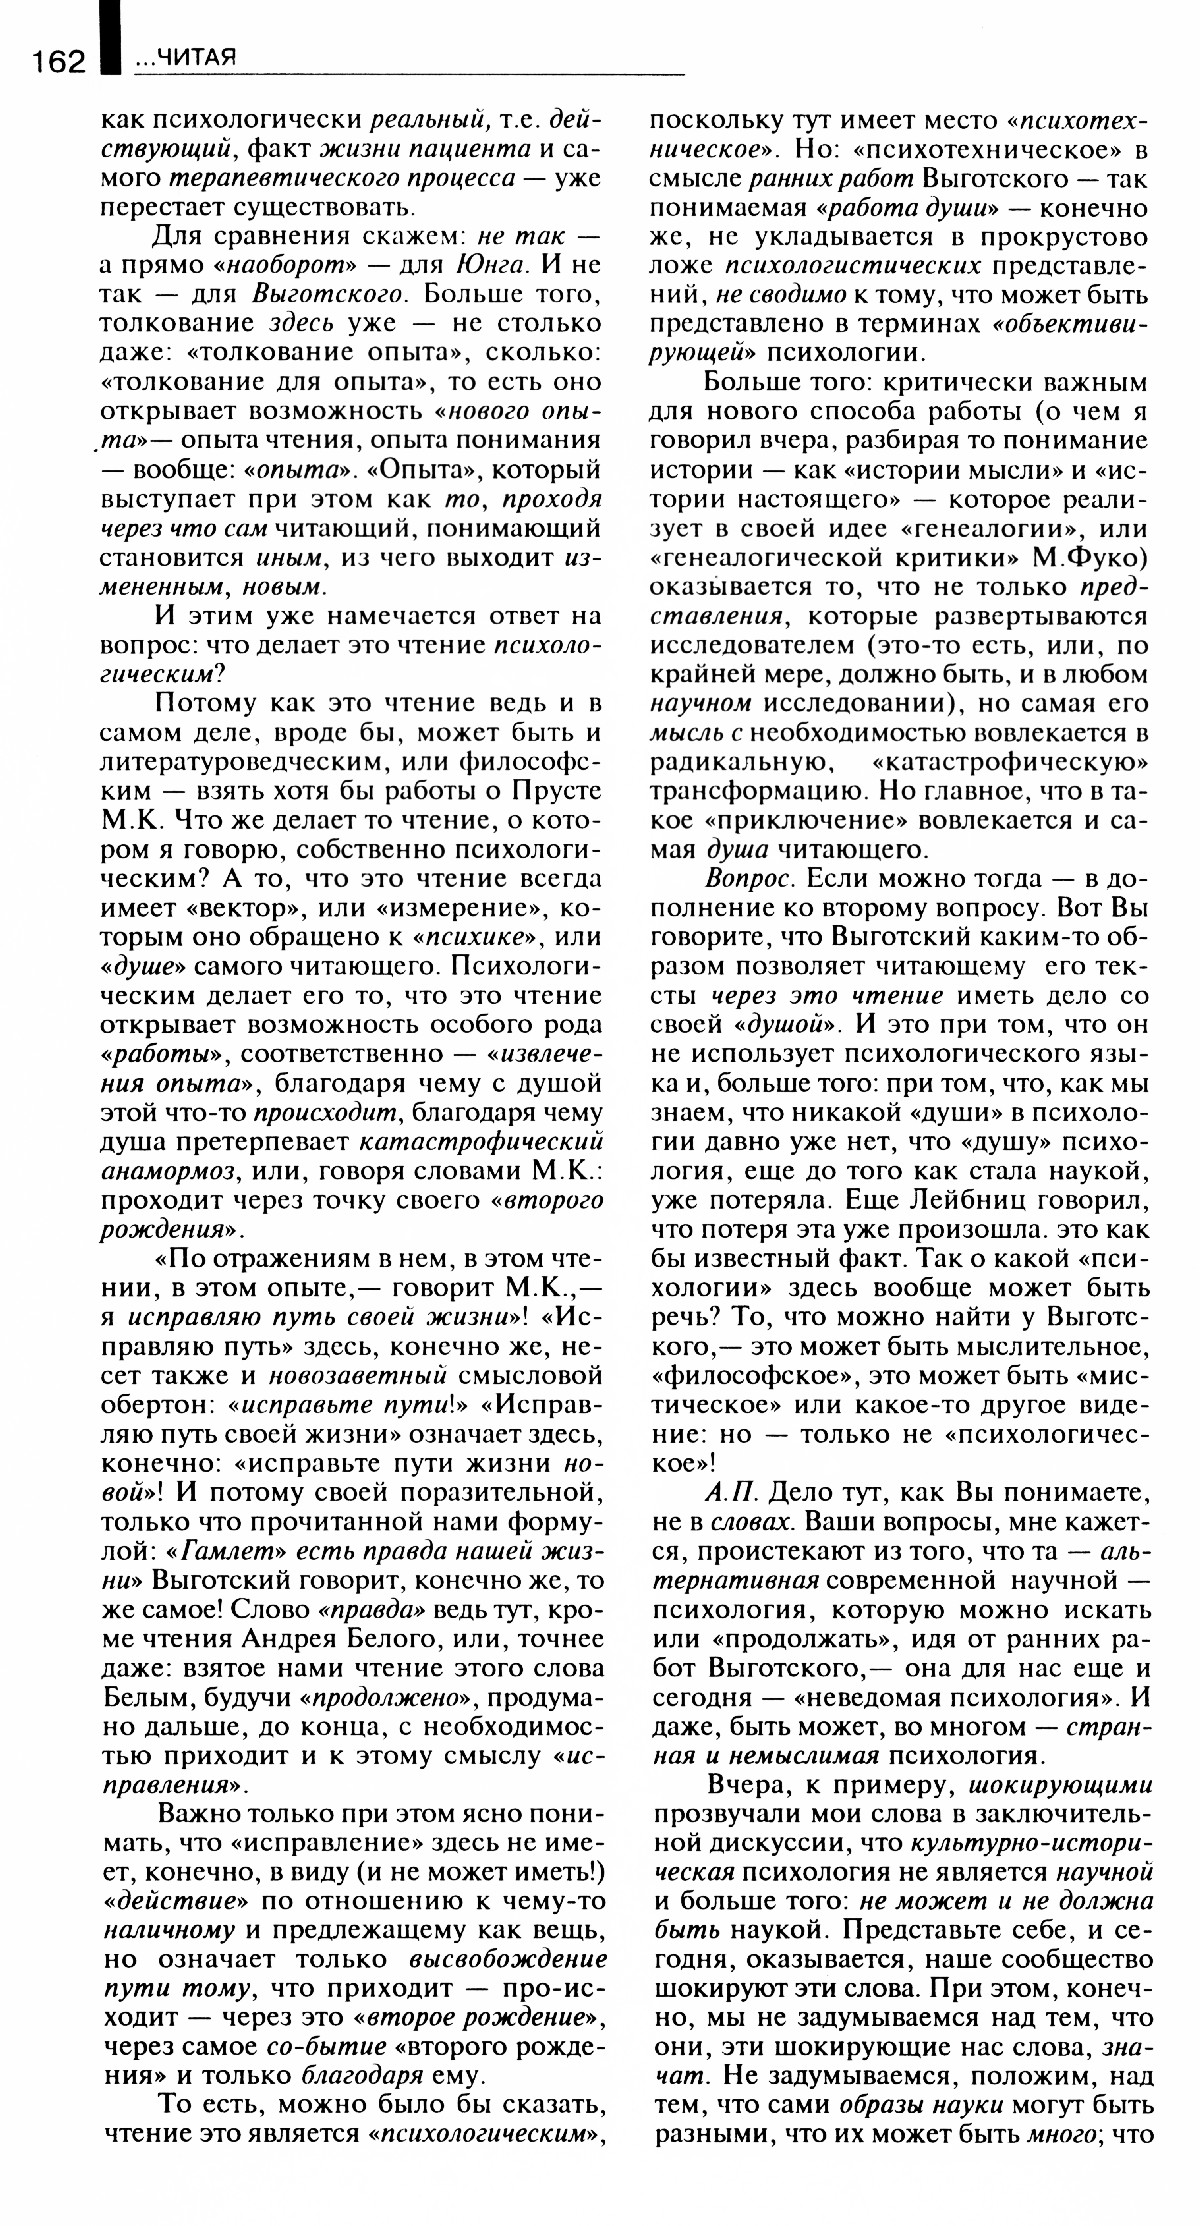 162
...ЧИТАЯ
как психологически реальный, т.е. дей-
ствующий, факт жизни пациента и са-
мого терапевтического процесса — уже
перестает существовать.
Для сравнения скажем: не так —
а прямо «наоборот» — для Юнга. И не
так — для Выготского. Больше того,
толкование здесь уже — не столько
даже: «толкование опыта», сколько:
«толкование для опыта», то есть оно
открывает возможность «нового опы-
та»— опыта чтения, опыта понимания
— вообще: «опыта». «Опыта», который
выступает при этом как то, проходя
через что сам читающий, понимающий
становится иным, из чего выходит из-
мененным, новым.
И этим уже намечается ответ на
вопрос: что делает это чтение психоло-
гическим?
Потому как это чтение ведь и в
самом деле, вроде бы, может быть и
литературоведческим, или философс-
ким — взять хотя бы работы о Прусте
М.К. Что же делает то чтение, о кото-
ром я говорю, собственно психологи-
ческим? А то, что это чтение всегда
имеет «вектор», или «измерение», ко-
торым оно обращено к «психике», или
«душе» самого читающего. Психологи-
ческим делает его то, что это чтение
открывает возможность особого рода
«работы», соответственно — «извлече-
ния опыта», благодаря чему с душой
этой что-то происходит, благодаря чему
душа претерпевает катастрофический
анамормоз, или, говоря словами М.К.:
проходит через точку своего «второго
рождения».
«По отражениям в нем, в этом чте-
нии, в этом опыте,— говорит М.К.,—
я исправляю путь своей жизни»! «Ис-
правляю путь» здесь, конечно же, не-
сет также и новозаветный смысловой
обертон: «исправьте пути!» «Исправ-
ляю путь своей жизни» означает здесь,
конечно: «исправьте пути жизни но-
вой»! И потому своей поразительной,
только что прочитанной нами форму-
лой: «Гамлет» есть правда нашей жиз-
ни» Выготский говорит, конечно же, то
же самое! Слово «правда» ведь тут, кро-
ме чтения Андрея Белого, или, точнее
даже: взятое нами чтение этого слова
Белым, будучи «продолжено», продума-
но дальше, до конца, с необходимос-
тью приходит и к этому смыслу «ис-
правления».
Важно только при этом ясно пони-
мать, что «исправление» здесь не име-
ет, конечно, в виду (и не может иметь!)
«действие» по отношению к чему-то
наличному и предлежащему как вещь,
но означает только высвобождение
пути тому, что приходит — про-ис-
ходит — через это «второе рождение»,
через самое со-бытие «второго рожде-
ния» и только благодаря ему.
То есть, можно было бы сказать,
чтение это является «психологическим»,
поскольку тут имеет место «психотех-
ническое». Но: «психотехническое» в
смысле ранних работ Выготского — так
понимаемая «работа души» — конечно
же, не укладывается в прокрустово
ложе психологистических представле-
ний, не сводимо к тому, что может быть
представлено в терминах «объективи-
рующей» психологии.
Больше того: критически важным
для нового способа работы (о чем я
говорил вчера, разбирая то понимание
истории — как «истории мысли» и «ис-
тории настоящего» — которое реали-
зует в своей идее «генеалогии», или
«генеалогической критики» М.Фуко)
оказывается то, что не только пред-
ставления, которые развертываются
исследователем (это-то есть, или, по
крайней мере, должно быть, и в любом
научном исследовании), но самая его
мысль с необходимостью вовлекается в
радикальную, «катастрофическую»
трансформацию. Но главное, что в та-
кое «приключение» вовлекается и са-
мая душа читающего.
Вопрос. Если можно тогда — в до-
полнение ко второму вопросу. Вот Вы
говорите, что Выготский каким-то об-
разом позволяет читающему его тек-
сты через это чтение иметь дело со
своей «душой». И это при том, что он
не использует психологического язы-
ка и, больше того: при том, что, как мы
знаем, что никакой «души» в психоло-
гии давно уже нет, что «душу» психо-
логия, еще до того как стала наукой,
уже потеряла. Еще Лейбниц говорил,
что потеря эта уже произошла. это как
бы известный факт. Так о какой «пси-
хологии» здесь вообще может быть
речь? То, что можно найти у Выготс-
кого,— это может быть мыслительное,
«философское», это может быть «мис-
тическое» или какое-то другое виде-
ние: но — только не «психологичес-
кое»!
А.П. Дело тут, как Вы понимаете,
не в словах. Ваши вопросы, мне кажет-
ся, проистекают из того, что та — аль-
тернативная современной научной —
психология, которую можно искать
или «продолжать», идя от ранних ра-
бот Выготского,— она для нас еще и
сегодня — «неведомая психология». И
даже, быть может, во многом — стран-
ная и немыслимая психология.
Вчера, к примеру, шокирующими
прозвучали мои слова в заключитель-
ной дискуссии, что культурно-истори-
ческая психология не является научной
и больше того: не может и не должна
быть наукой. Представьте себе, и се-
годня, оказывается, наше сообщество
шокируют эти слова. При этом, конеч-
но, мы не задумываемся над тем, что
они, эти шокирующие нас слова, зна-
чат. Не задумываемся, положим, над
тем, что сами образы науки могут быть
разными, что их может быть много; что